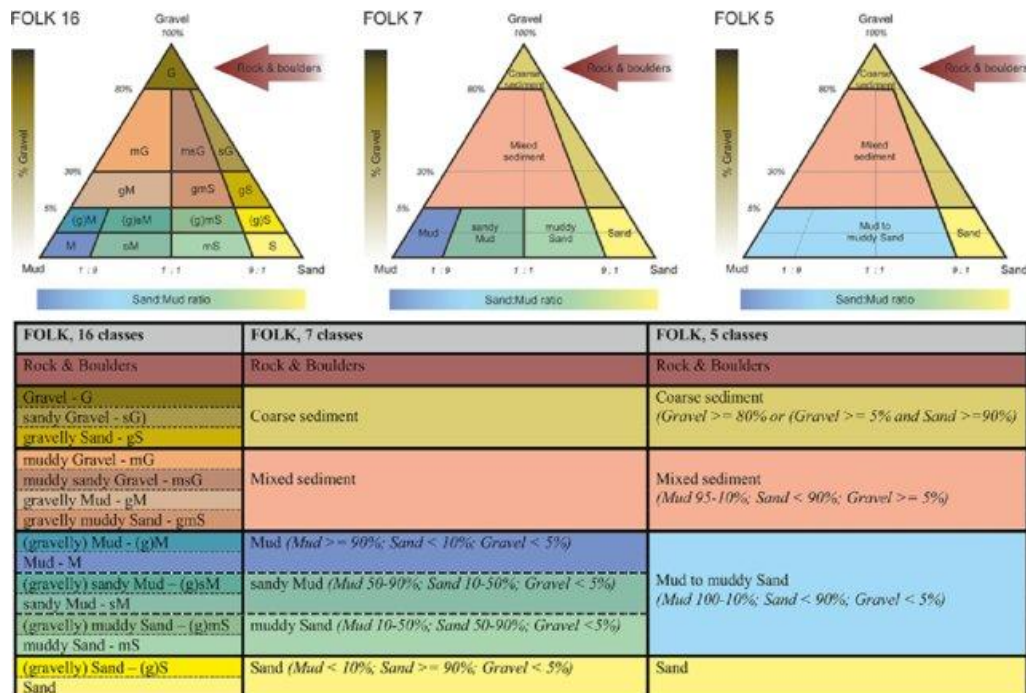 FOLK 16
Gravel
100%
Rock & boulders
G
80%
% Gravel
mG
msG
sG
30%
gM
gmS
gS
5%
(g)M
(g)sM
(g)mS
(g)S
M
sM
mS
S
Mud
1 : 9
1 : 1
9 : 1
Sand
Sand:Mud ratio
FOLK 7
Gravel
100%
Rock & boulders
Coarse
sediment
80%
% Gravel
Mixed
sediment
30%
5%
Mud
sandy
Mud
muddy
Sand
Sand
Mud
1 : 9
1 : 1
9 : 1
Sand
Sand:Mud ratio
FOLK 5
Gravel
100%
Rock & boulders
Coarse
sediment
80%
% Gravel
Mixed
sediment
30%
5%
Mud to
muddy Sand
Sand
Mud
1 : 9
1 : 1
9 : 1
Sand
Sand:Mud ratio
FOLK, 16 classes
FOLK, 7 classes
FOLK, 5 classes
Rock & Boulders
Rock & Boulders
Rock & Boulders
Gravel - G
sandy Gravel - sG)
gravelly Sand - gS
Coarse sediment
Coarse sediment
(Gravel >= 80% or (Gravel >= 5% and Sand >=90%)
muddy Gravel - mG
muddy sandy Gravel - msG
gravelly Mud - gM
gravelly muddy Sand - gmS
Mixed sediment
Mixed sediment
(Mud 95-10%; Sand < 90%; Gravel >= 5%)
(gravelly) Mud - (g)M
Mud - M
Mud (Mud >= 90%; Sand < 10%; Gravel < 5%)
(gravelly) sandy Mud – (g)sM
sandy Mud - sM
sandy Mud (Mud 50-90%; Sand 10-50%; Gravel < 5%)
(gravelly) muddy Sand – (g)mS
muddy Sand - mS
muddy Sand (Mud 10-50%; Sand 50-90%; Gravel <5%)
Mud to muddy Sand
(Mud 100-10%; Sand < 90%; Gravel < 5%)
(gravelly) Sand – (g)S
Sand
Sand (Mud < 10%; Sand >= 90%; Gravel < 5%)
Sand